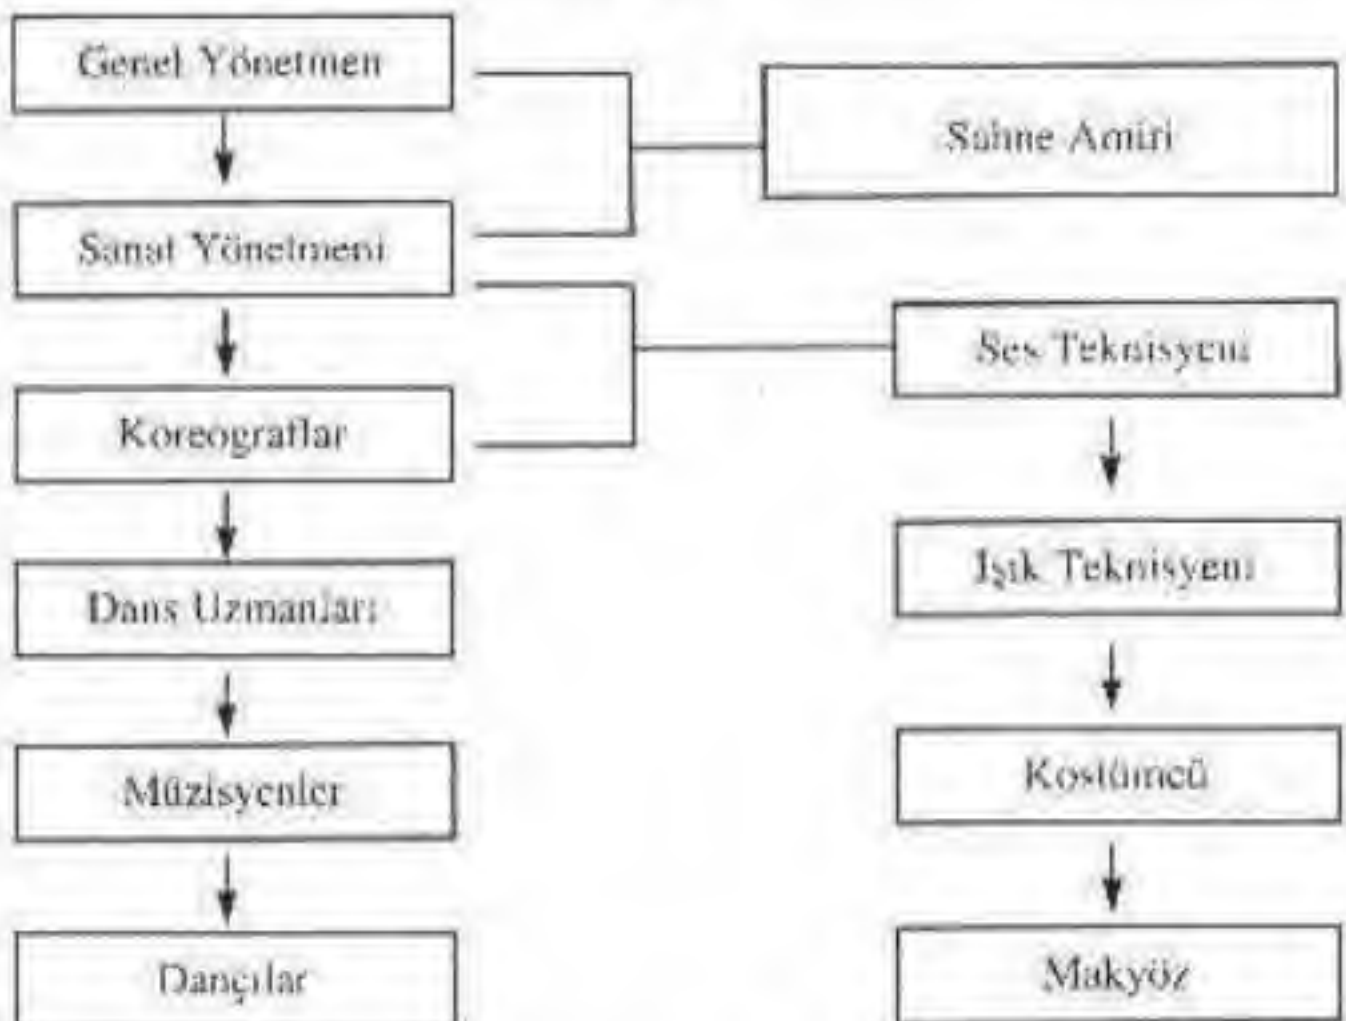 Genel Yönetmen
Sahne Amiri
Sanat Yönetmeni
Ses Teknisyeni
Koreograflar
Işık Teknisyeni
Dans Uzmanları
Kostümcü
Müzisyenler
Makyöz
Dançılar